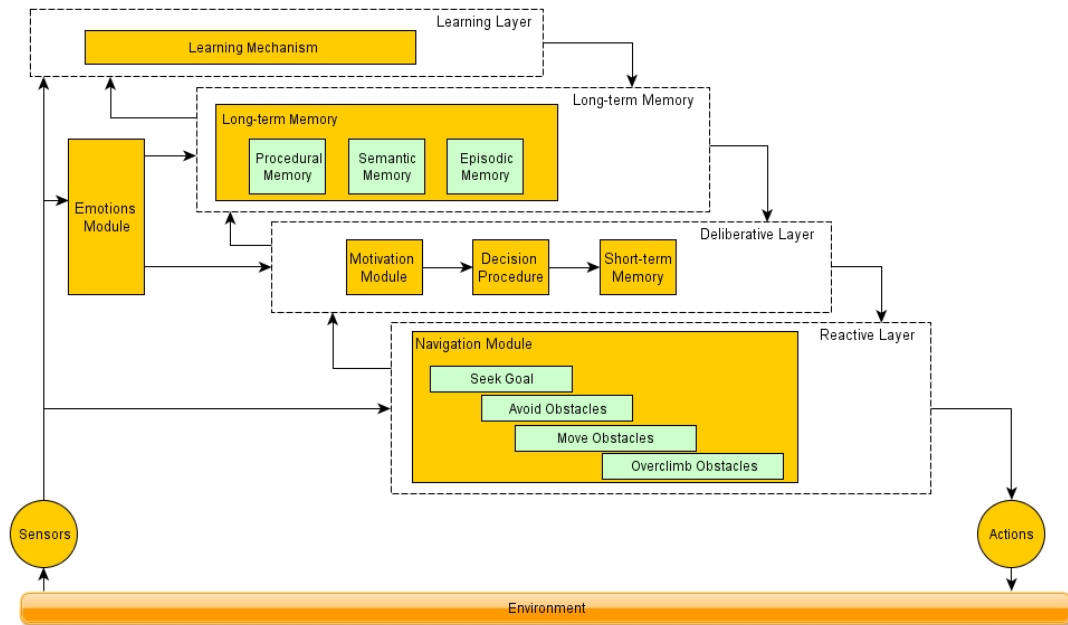 Learning Layer
Learning Mechanism
Long-term Memory
Long-term Memory
Procedural
Memory
Semantic
Memory
Episodic
Memory
Emotions
Module
Deliberative Layer
Motivation
Module
Decision
Procedure
Short-term
Memory
Reactive Layer
Navigation Module
Seek Goal
Avoid Obstacles
Move Obstacles
Overclimb Obstacles
Sensors
Actions
Environment